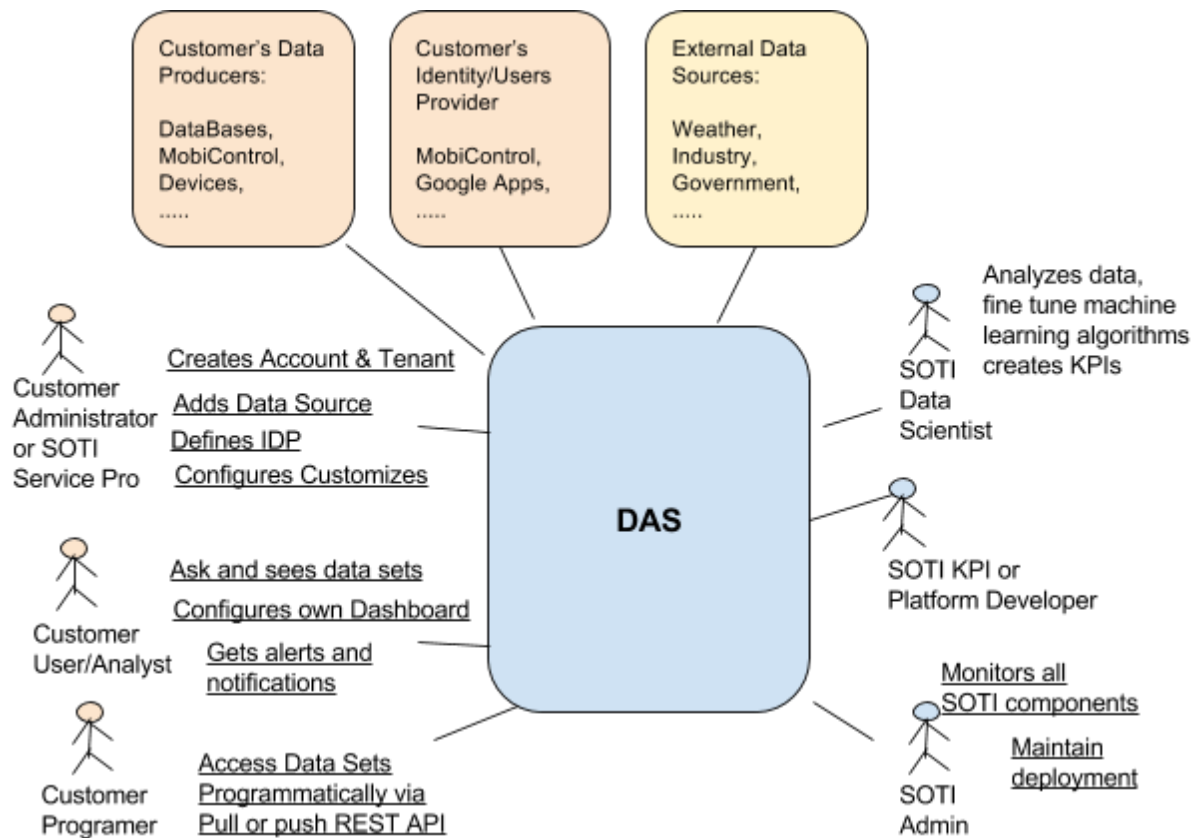 Customer's Data
Producers:
DataBases,
MobiControl,
Devices,
.....
Customer's
Identity/Users
Provider
MobiControl,
Google Apps,
.....
External Data
Sources:
Weather,
Industry,
Government,
.....
Customer
Administrator
or SOTI
Service Pro
Creates Account & Tenant
Adds Data Source
Defines IDP
Configures Customizes
Customer
User/Analyst
Ask and sees data sets
Configures own Dashboard
Gets alerts and
notifications
Customer
Programer
Access Data Sets
Programmatically via
Pull or push REST API
DAS
Analyzes data,
fine tune machine
learning algorithms
creates KPIs
SOTI
Data
Scientist
SOTI KPI or
Platform Developer
Monitors all
SOTI components
Maintain
deployment
SOTI
Admin